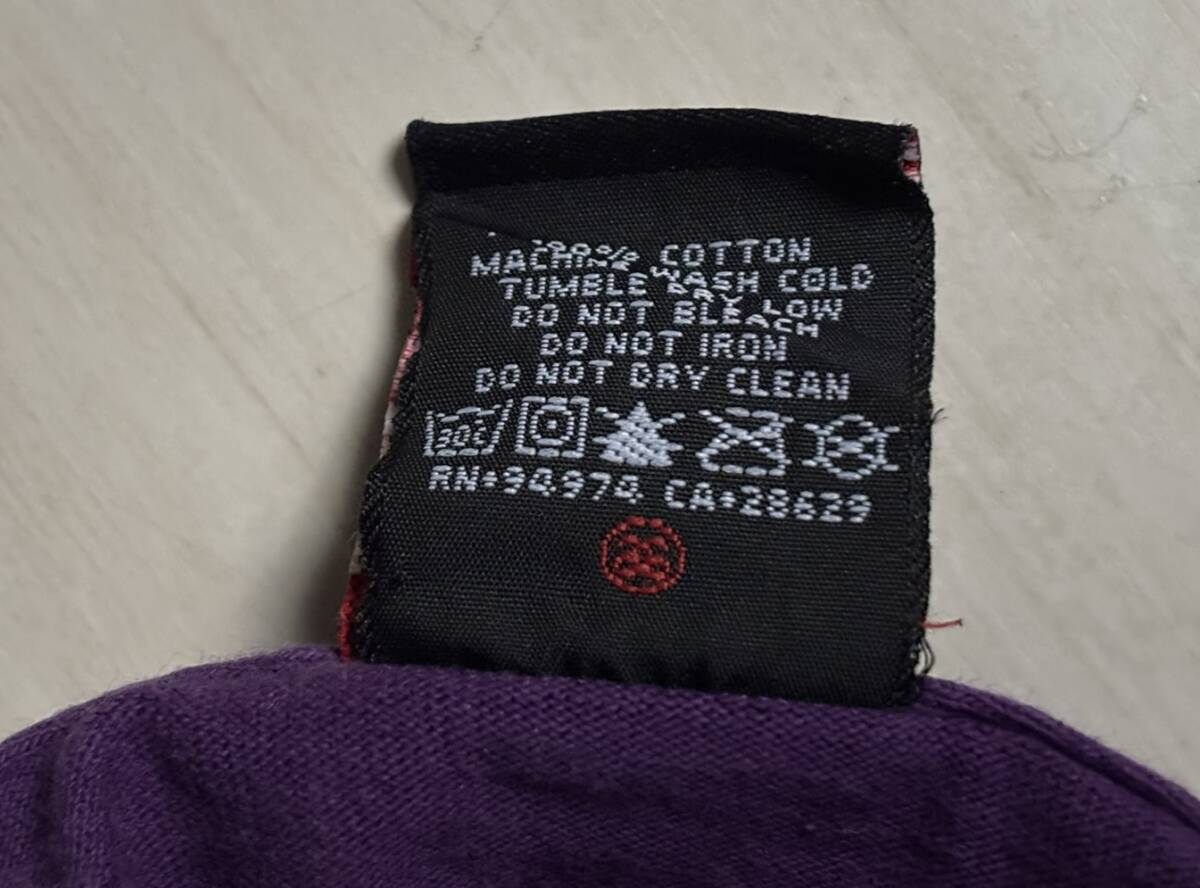 100% COTTON
MACHINE WASH COLD
TUMBLE DRY LOW
DO NOT BLEACH
DO NOT IRON
DO NOT DRY CLEAN
30c
RN+94974 CA+28629